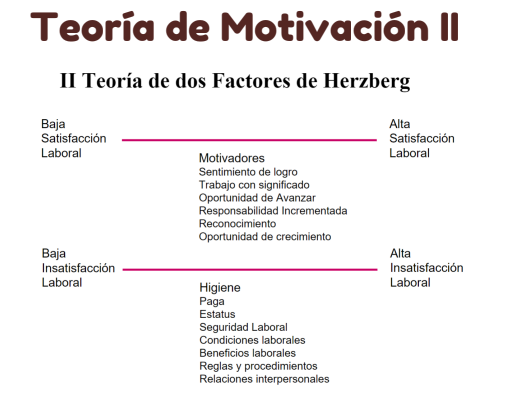 Teoría de Motivación II
II Teoría de dos Factores de Herzberg
Baja
Satisfacción
Laboral
Alta
Satisfacción
Laboral
Motivadores
Sentimiento de logro
Trabajo con significado
Oportunidad de Avanzar
Responsabilidad Incrementada
Reconocimiento
Oportunidad de crecimiento
Baja
Insatisfacción
Laboral
Alta
Insatisfacción
Laboral
Higiene
Paga
Estatus
Seguridad Laboral
Condiciones laborales
Beneficios laborales
Reglas y procedimientos
Relaciones interpersonales